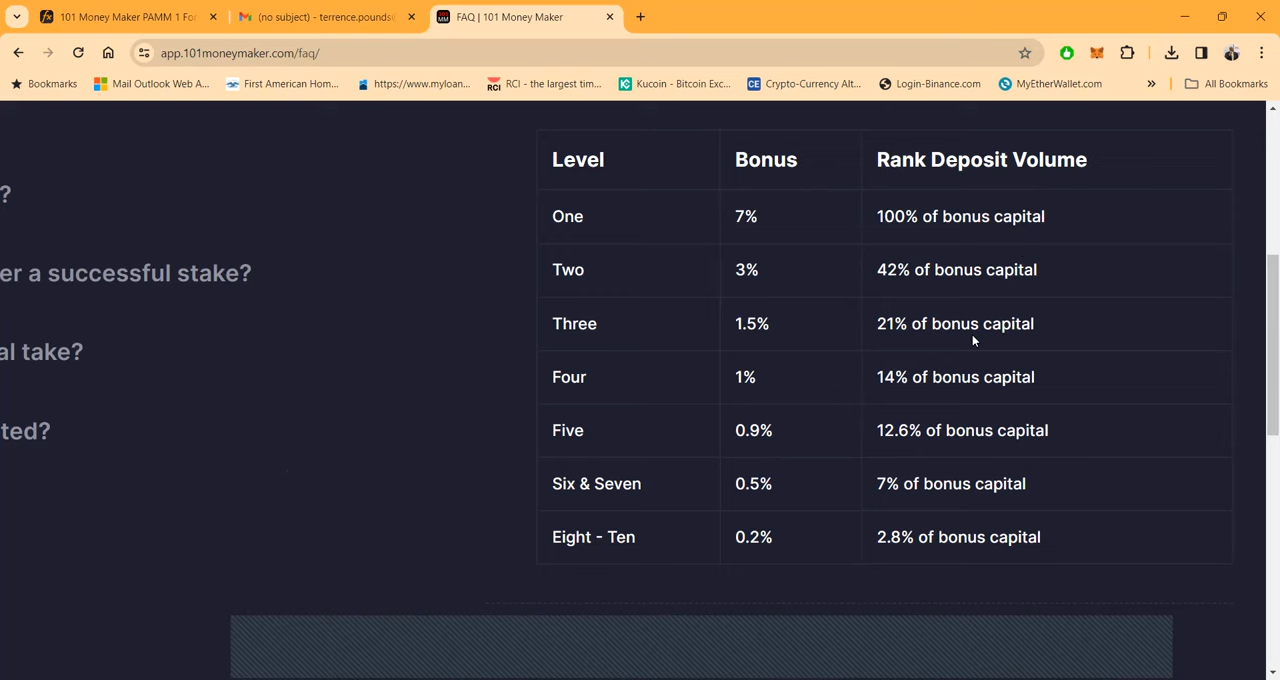 101 Money Maker PAMM 1 For
(no subject) - terrence.pounds@
FAQ | 101 Money Maker
app.101moneymaker.com/faq/
Bookmarks
Mail Outlook Web A...
First American Hom...
https://www.myloan...
RCI - the largest tim...
Kucoin - Bitcoin Exc...
Crypto-Currency Alt...
Login-Binance.com
MyEtherWallet.com
All Bookmarks
?
er a successful stake?
al take?
ted?
Level Bonus Rank Deposit Volume
One 7% 100% of bonus capital
Two 3% 42% of bonus capital
Three 1.5% 21% of bonus capital
Four 1% 14% of bonus capital
Five 0.9% 12.6% of bonus capital
Six & Seven 0.5% 7% of bonus capital
Eight - Ten 0.2% 2.8% of bonus capital